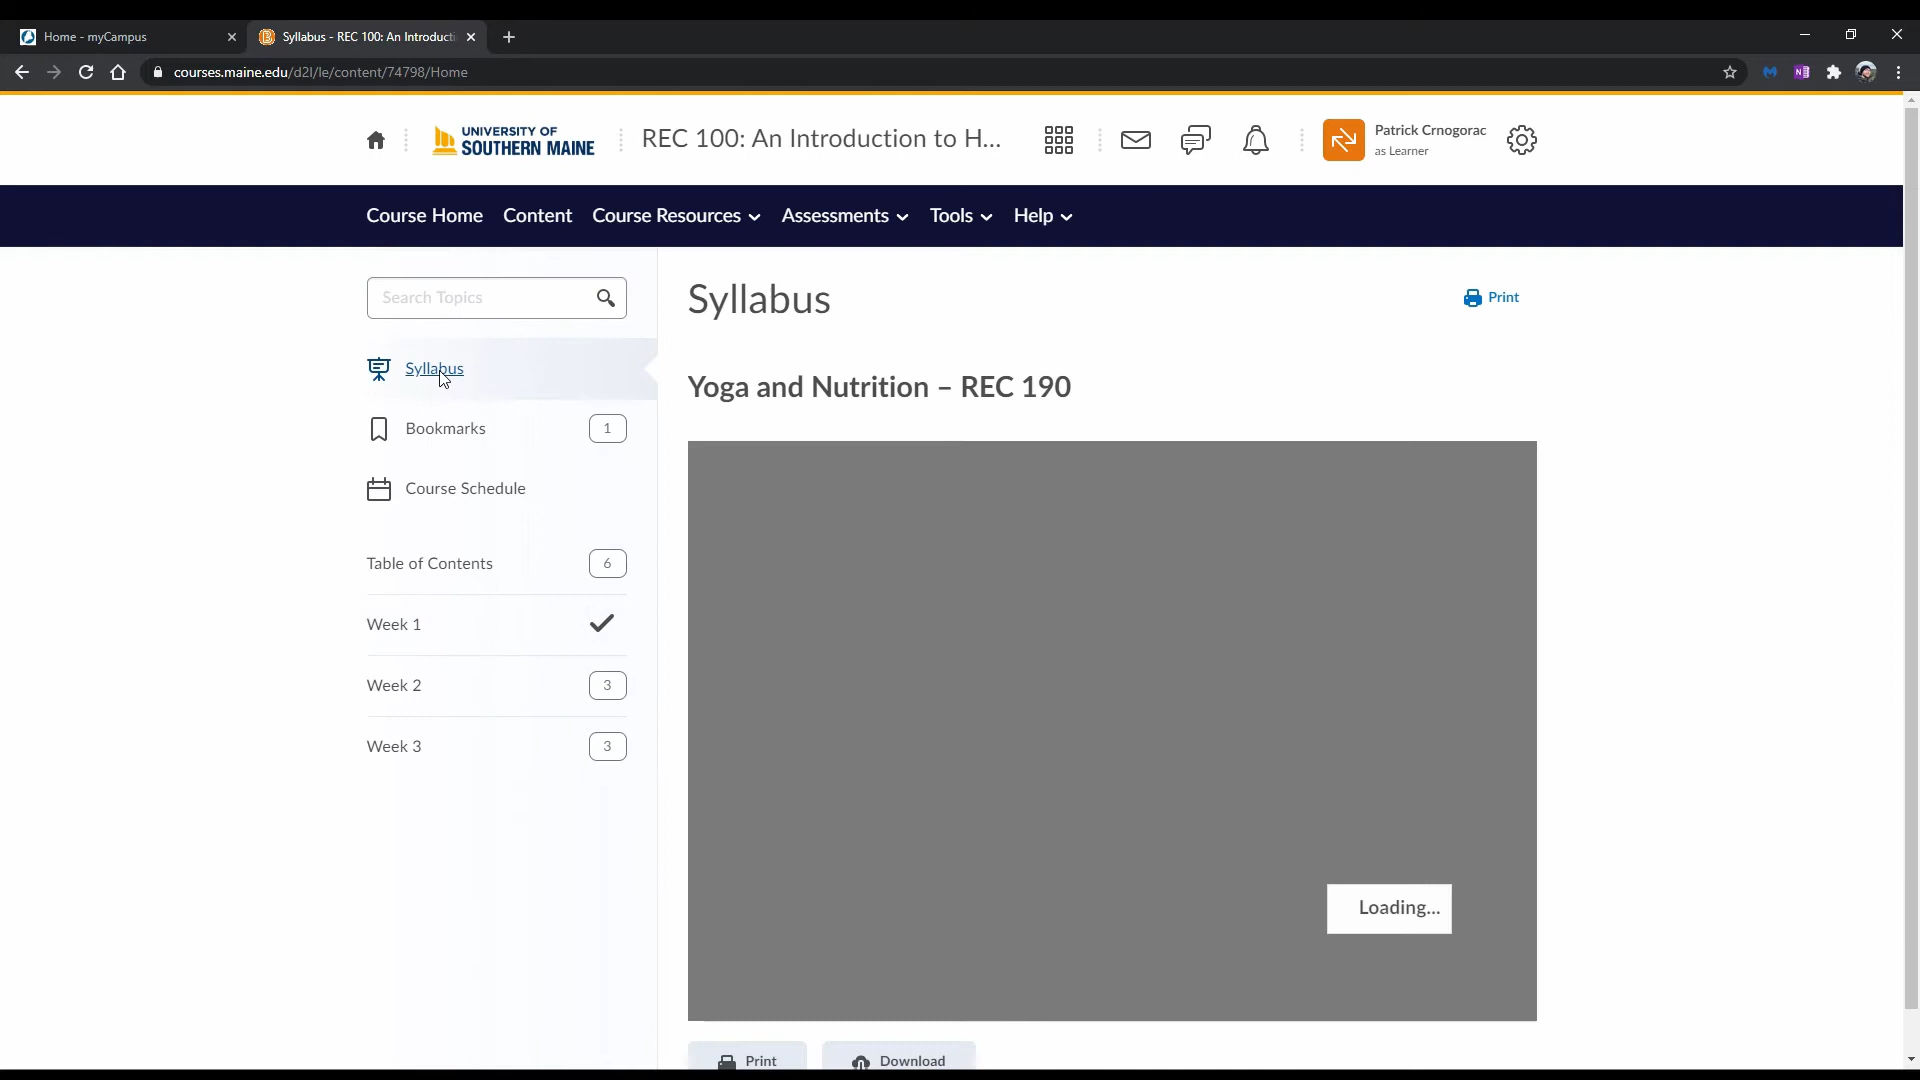 Home - myCampus
Syllabus - REC 100: An Introducti
courses.maine.edu/d2l/le/content/74798/Home
UNIVERSITY OF
SOUTHERN MAINE
REC 100: An Introduction to H...
Patrick Crnogorac
as Learner
Course Home
Content
Course Resources
Assessments
Tools
Help
Search Topics
Syllabus
Bookmarks
1
Course Schedule
Table of Contents
6
Week 1
Week 2
3
Week 3
3
Syllabus
Print
Yoga and Nutrition – REC 190
Loading...
Print
Download